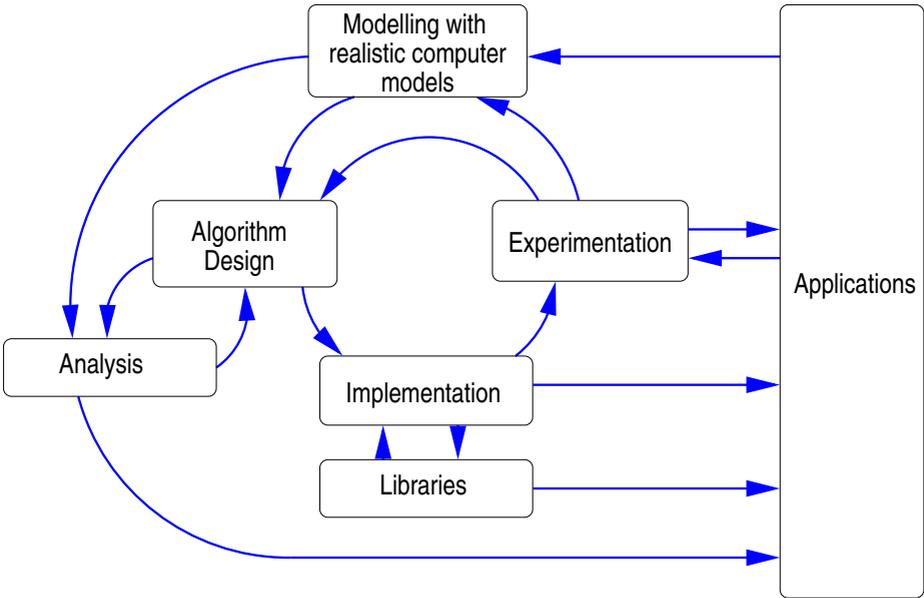 Modelling with
realistic computer
models
Algorithm
Design
Experimentation
Applications
Analysis
Implementation
Libraries